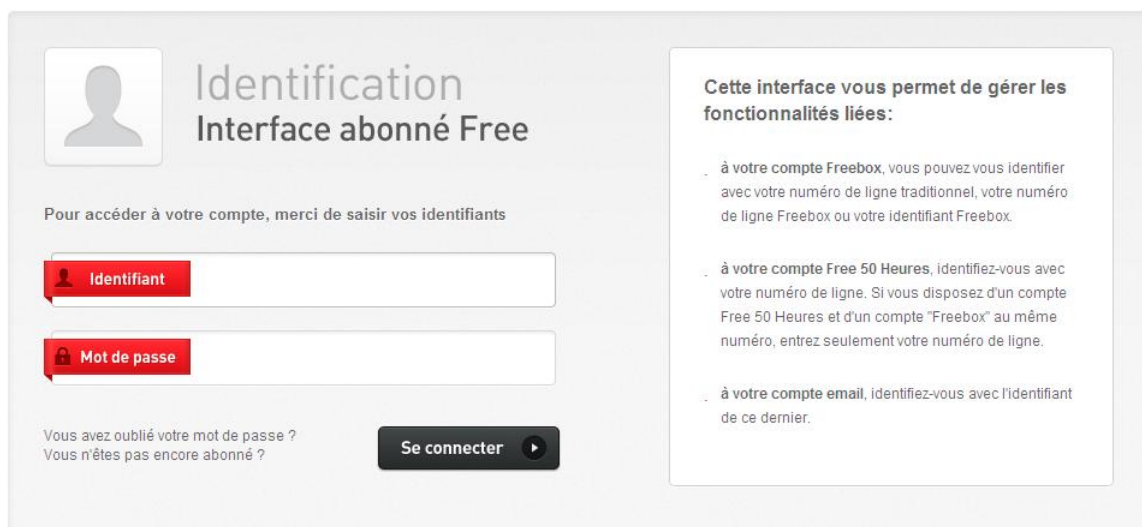 Identification
Interface abonné Free
Pour accéder à votre compte, merci de saisir vos identifiants
Identifiant
Mot de passe
Vous avez oublié votre mot de passe ?
Vous n'êtes pas encore abonné ?
Se connecter
Cette interface vous permet de gérer les
fonctionnalités liées:
à votre compte Freebox, vous pouvez vous identifier
avec votre numéro de ligne traditionnel, votre numéro
de ligne Freebox ou votre identifiant Freebox.
à votre compte Free 50 Heures, identifiez-vous avec
votre numéro de ligne. Si vous disposez d'un compte
Free 50 Heures et d'un compte "Freebox" au même
numéro, entrez seulement votre numéro de ligne.
à votre compte email, identifiez-vous avec l'identifiant
de ce dernier.